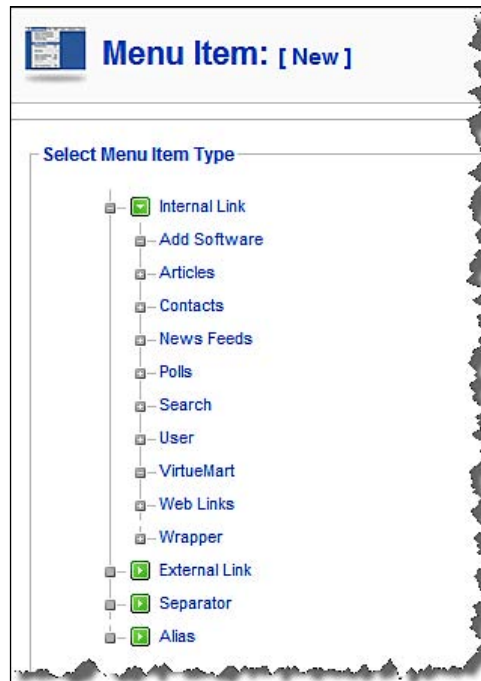 Menu Item: [ New ]
Select Menu Item Type
Internal Link
Add Software
Articles
Contacts
News Feeds
Polls
Search
User
VirtueMart
Web Links
Wrapper
External Link
Separator
Alias